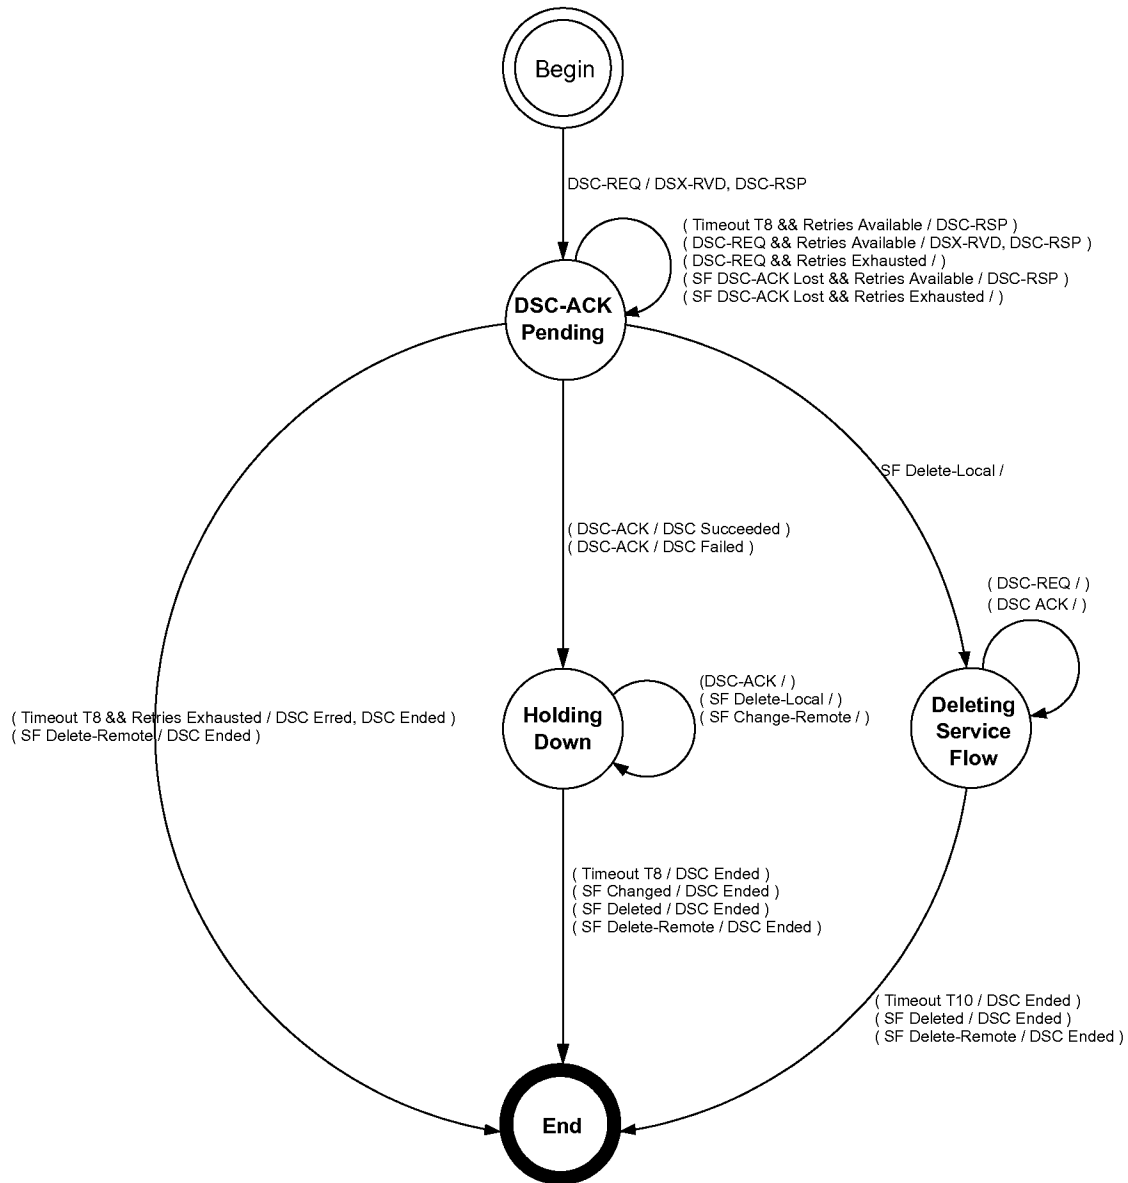 Begin
DSC-REQ / DSX-RVD, DSC-RSP
( Timeout T8 && Retries Available / DSC-RSP )
( DSC-REQ && Retries Available / DSX-RVD, DSC-RSP )
( DSC-REQ && Retries Exhausted / )
( SF DSC-ACK Lost && Retries Available / DSC-RSP )
( SF DSC-ACK Lost && Retries Exhausted / )
DSC-ACK
Pending
SF Delete-Local /
( DSC-ACK / DSC Succeeded )
( DSC-ACK / DSC Failed )
( DSC-REQ / )
( DSC ACK / )
(DSC-ACK / )
( SF Delete-Local / )
( SF Change-Remote / )
Holding
Down
Deleting
Service
Flow
( Timeout T8 && Retries Exhausted / DSC Erred, DSC Ended )
( SF Delete-Remote / DSC Ended )
( Timeout T8 / DSC Ended )
( SF Changed / DSC Ended )
( SF Deleted / DSC Ended )
( SF Delete-Remote / DSC Ended )
( Timeout T10 / DSC Ended )
( SF Deleted / DSC Ended )
( SF Delete-Remote / DSC Ended )
End